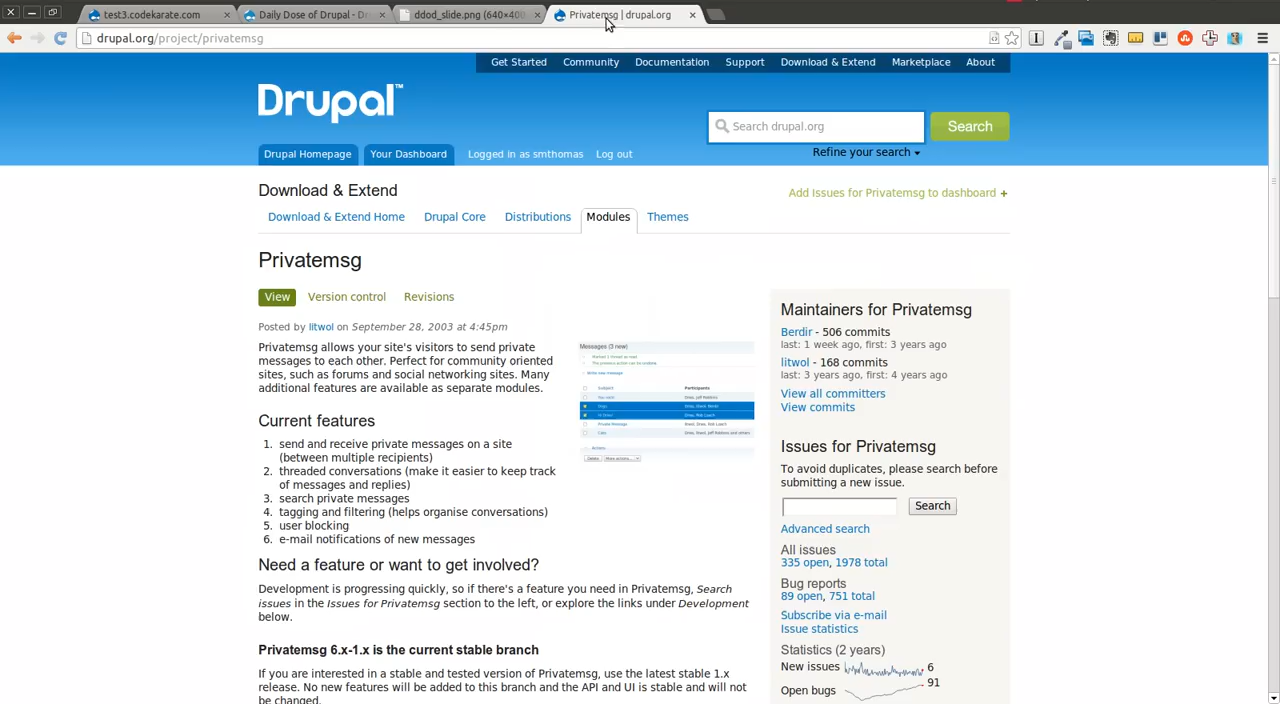 test3.codekarate.com
Daily Dose of Drupal -
ddod_slide.png (640×40
Privatemsg | drupal.org
drupal.org/project/privatemsg
Get Started Community Documentation Support Download & Extend Marketplace About
Drupal™
Search drupal.org Search
Refine your search
Drupal Homepage Your Dashboard Logged in as smthomas Log out
Download & Extend
Add Issues for Privatemsg to dashboard +
Download & Extend Home Drupal Core Distributions Modules Themes
Privatemsg
View Version control Revisions
Posted by litwol on September 28, 2003 at 4:45pm
Privatemsg allows your site's visitors to send private
messages to each other. Perfect for community oriented
sites, such as forums and social networking sites. Many
additional features are available as separate modules.
Messages (3 new)
Write new message
Subject Participants
Private Message
Actions
Delete More actions...
Current features
1. send and receive private messages on a site
(between multiple recipients)
2. threaded conversations (make it easier to keep track
of messages and replies)
3. search private messages
4. tagging and filtering (helps organise conversations)
5. user blocking
6. e-mail notifications of new messages
Need a feature or want to get involved?
Development is progressing quickly, so if there's a feature you need in Privatemsg, Search
issues in the Issues for Privatemsg section to the left, or explore the links under Development
below.
Privatemsg 6.x-1.x is the current stable branch
If you are interested in a stable and tested version of Privatemsg, use the latest stable 1.x
release. No new features will be added to this branch and the API and UI is stable and will not
be changed.
Maintainers for Privatemsg
Berdir - 506 commits
last: 1 week ago, first: 3 years ago
litwol - 168 commits
last: 3 years ago, first: 4 years ago
View all committers
View commits
Issues for Privatemsg
To avoid duplicates, please search before
submitting a new issue.
Search
Advanced search
All issues
335 open, 1978 total
Bug reports
89 open, 751 total
Subscribe via e-mail
Issue statistics
Statistics (2 years)
New issues 6
Open bugs 91